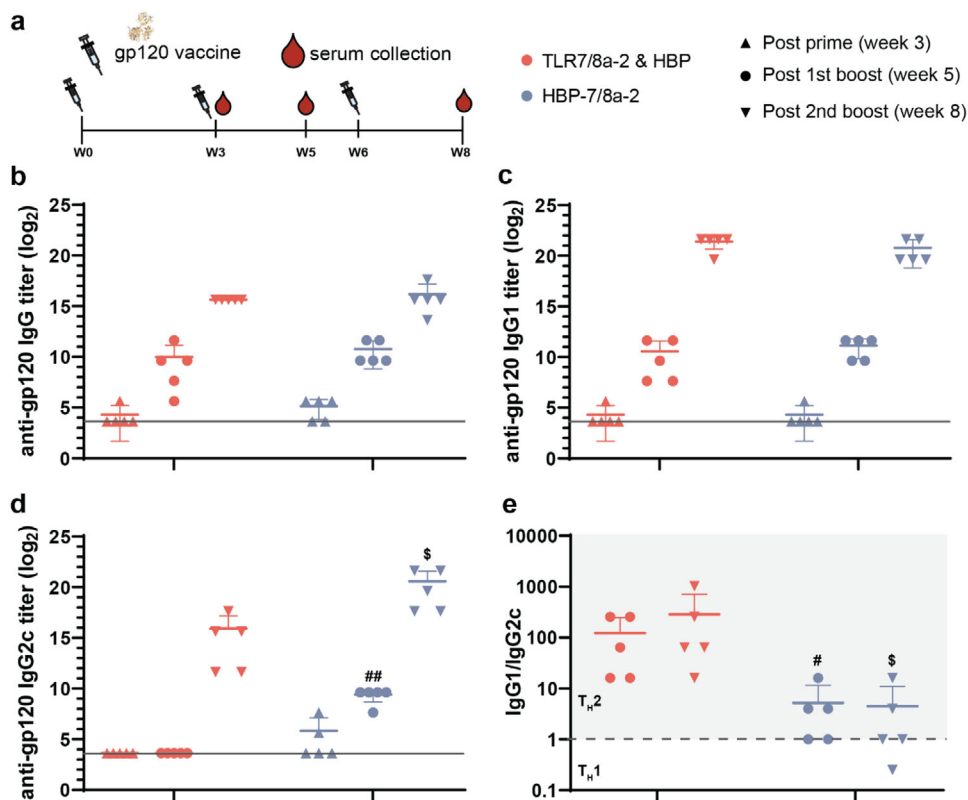 a
gp120 vaccine
serum collection
W0
W3
W5
W6
W8
TLR7/8a-2 & HBP
HBP-7/8a-2
Post prime (week 3)
Post 1st boost (week 5)
Post 2nd boost (week 8)
b
anti-gp120 IgG titer (log2)
25
20
15
10
5
0
c
anti-gp120 IgG1 titer (log2)
25
20
15
10
5
0
d
anti-gp120 IgG2c titer (log2)
25
20
15
10
5
0
##
$
e
IgG1/IgG2c
10000
1000
100
10
1
0.1
TH2
TH1
#
$